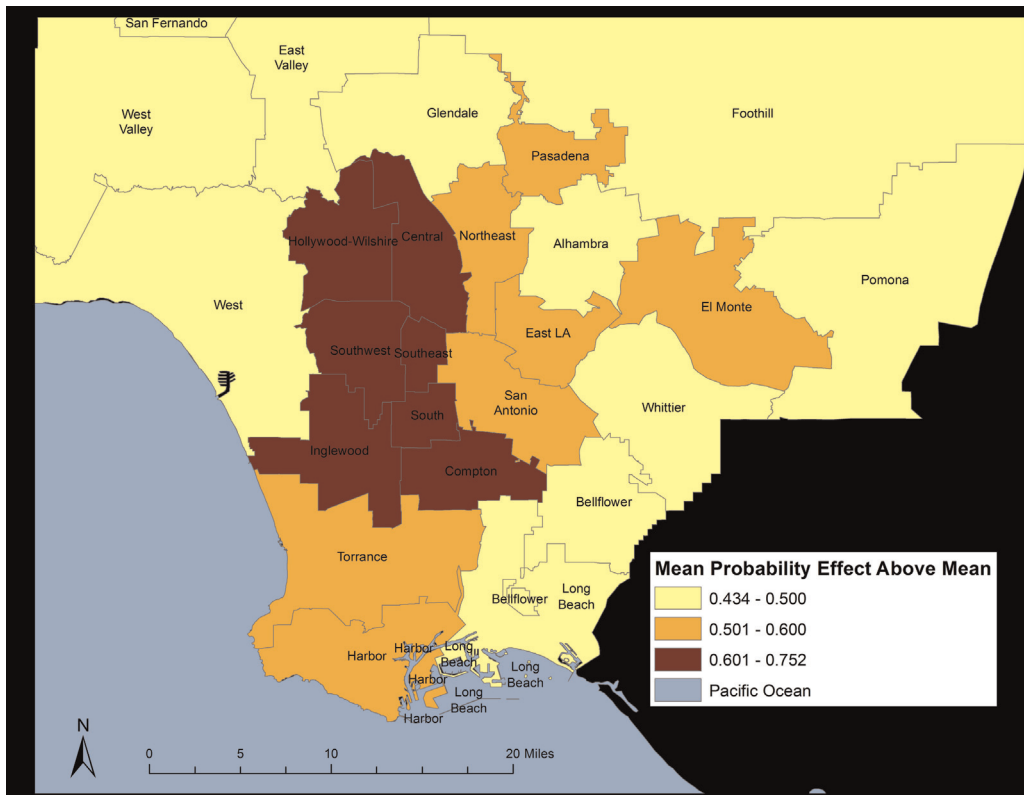 San Fernando
East
Valley
West
Valley
Glendale
Foothill
Pasadena
Hollywood-Wilshire
Central
Northeast
Alhambra
Pomona
West
El Monte
East LA
Southwest
Southeast
San
Antonio
Whittier
South
Inglewood
Compton
Bellflower
Torrance
Bellflower
Long
Beach
Harbor
Harbor
Long
Beach
Harbor
Long
Beach
Long
Beach
Harbor
Mean Probability Effect Above Mean
0.434 - 0.500
0.501 - 0.600
0.601 - 0.752
Pacific Ocean
N
0 5 10 20 Miles